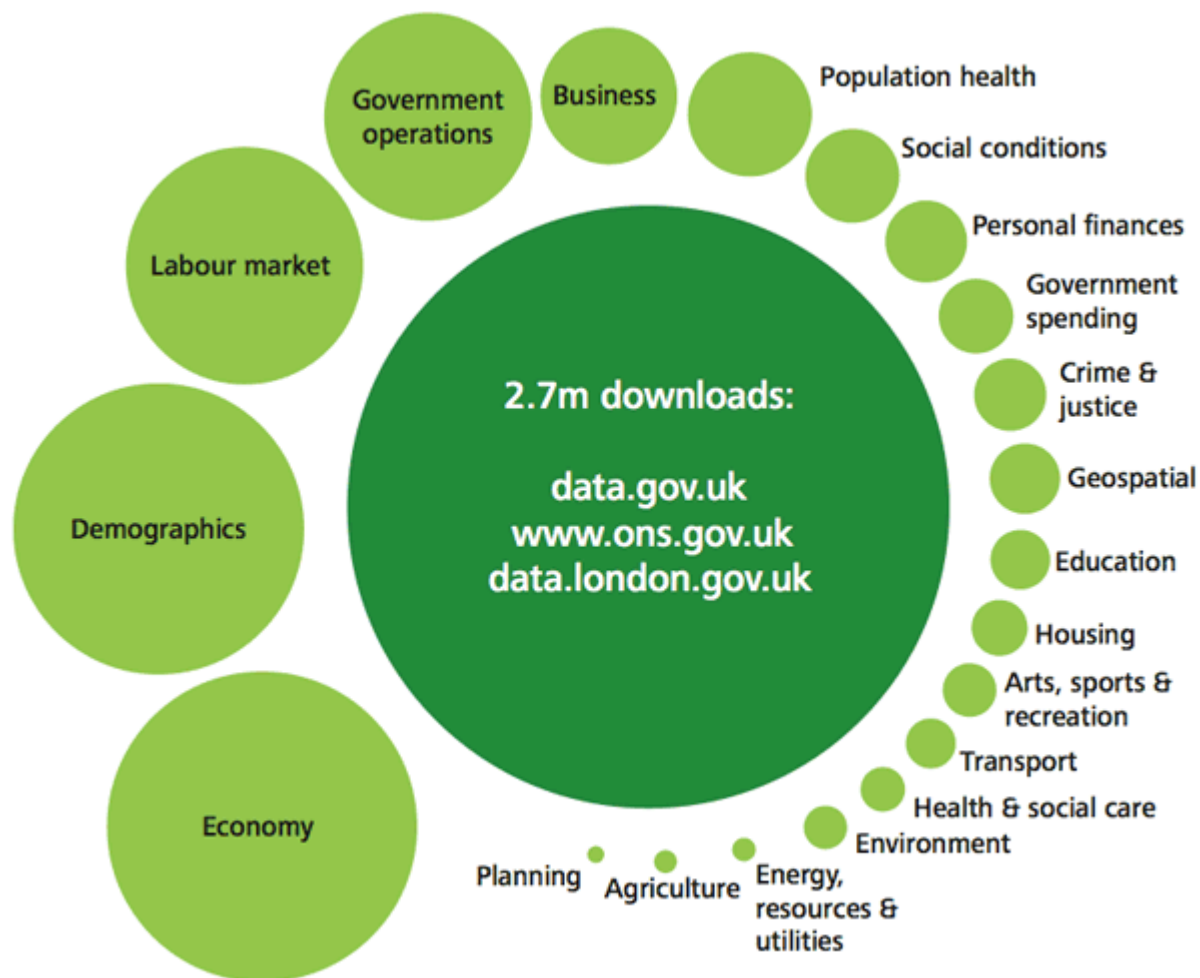 Government
operations
Business
Population health
Social conditions
Personal finances
Government
spending
Crime &
justice
Geospatial
Education
Housing
Arts, sports &
recreation
Transport
Health & social care
Environment
Energy,
resources &
utilities
Agriculture
Planning
Economy
Demographics
Labour market
2.7m downloads:
data.gov.uk
www.ons.gov.uk
data.london.gov.uk